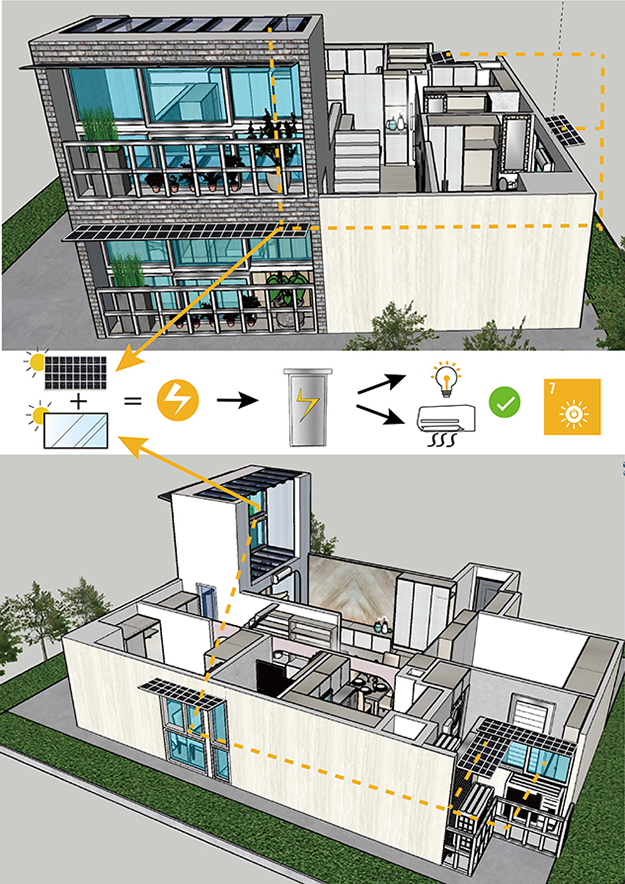 +
=
7